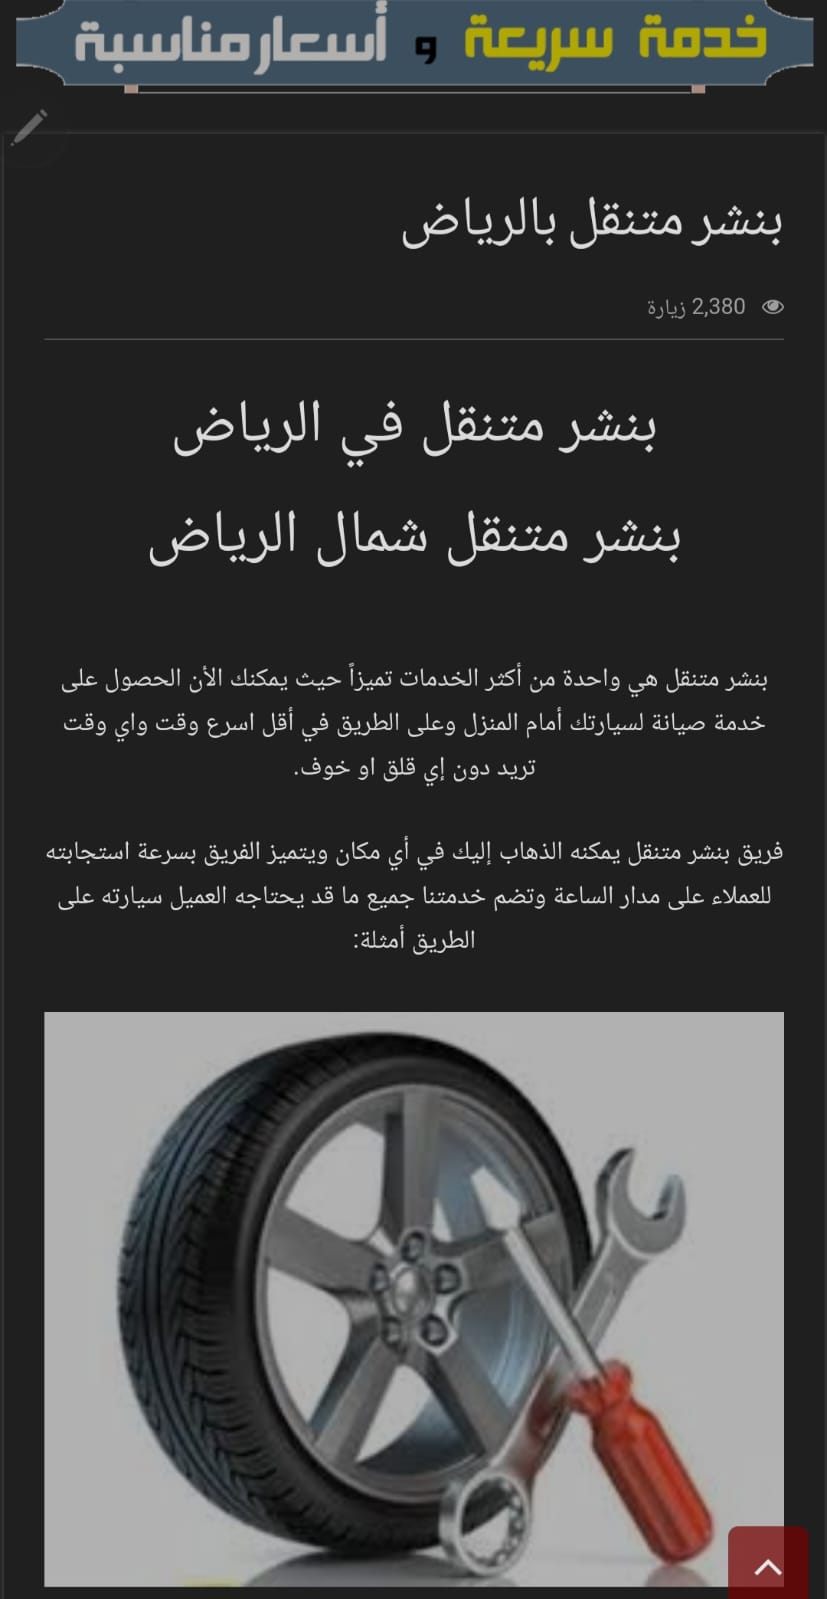 خدمة سريعة و أسعار مناسبة
بنشر متنقل بالرياض
2,380 زيارة
بنشر متنقل في الرياض
بنشر متنقل شمال الرياض
بنشر متنقل هي واحدة من أكثر الخدمات تميزاً حيث يمكنك الأن الحصول على
خدمة صيانة لسيارتك أمام المنزل وعلى الطريق في أقل اسرع وقت واي وقت
تريد دون إي قلق او خوف.
فريق بنشر متنقل يمكنه الذهاب إليك في أي مكان ويتميز الفريق بسرعة استجابته
للعملاء على مدار الساعة وتضم خدمتنا جميع ما قد يحتاجه العميل سيارته على
الطريق أمثلة: